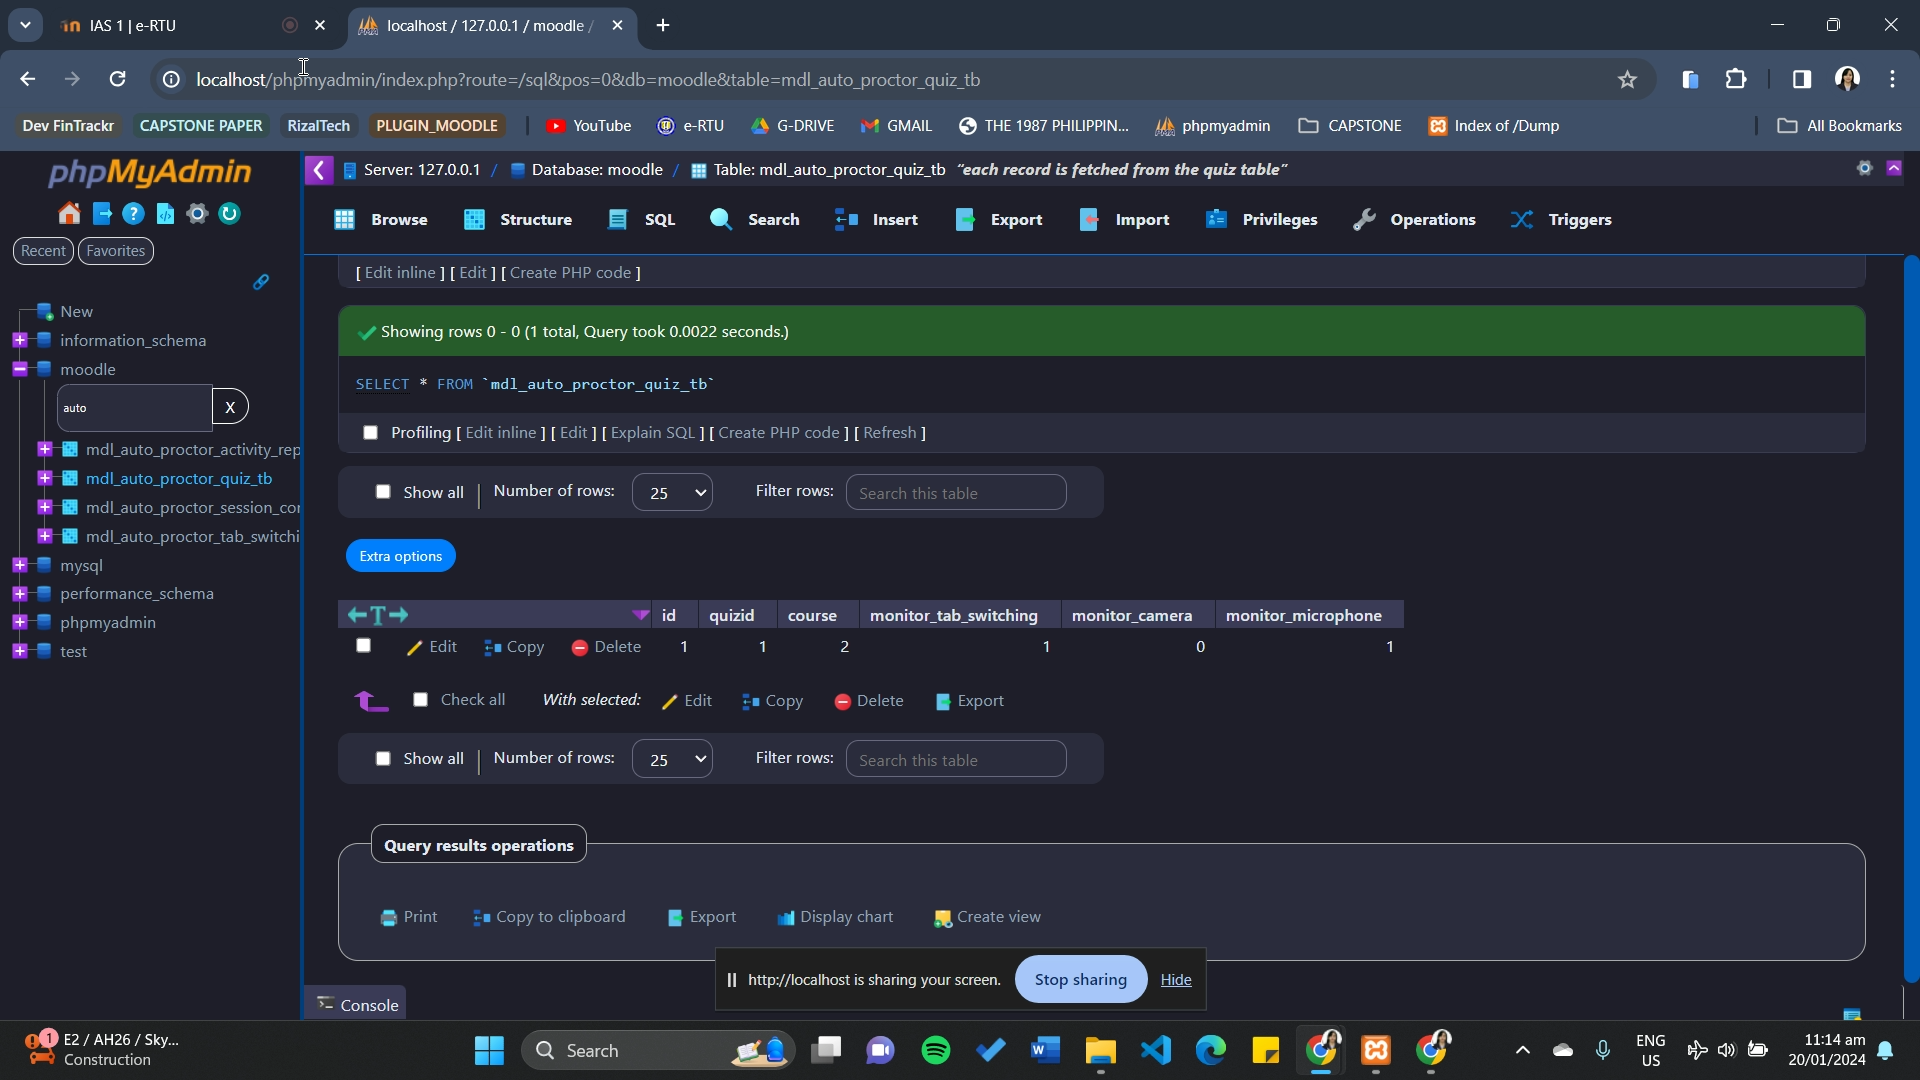 IAS 1 | e-RTU
localhost / 127.0.0.1 / moodle /
localhost/phpmyadmin/index.php?route=/sql&pos=0&db=moodle&table=mdl_auto_proctor_quiz_tb
Dev FinTrackr CAPSTONE PAPER RizalTech PLUGIN_MOODLE YouTube e-RTU G-DRIVE GMAIL THE 1987 PHILIPPIN... phpmyadmin CAPSTONE Index of /Dump All Bookmarks
phpMyAdmin
Recent Favorites
New
information_schema
moodle
auto X
mdl_auto_proctor_activity_rep
mdl_auto_proctor_quiz_tb
mdl_auto_proctor_session_co
mdl_auto_proctor_tab_switchi
mysql
performance_schema
phpmyadmin
test
Server: 127.0.0.1 / Database: moodle / Table: mdl_auto_proctor_quiz_tb "each record is fetched from the quiz table"
Browse Structure SQL Search Insert Export Import Privileges Operations Triggers
[ Edit inline ] [ Edit ] [ Create PHP code ]
Showing rows 0 - 0 (1 total, Query took 0.0022 seconds.)
SELECT * FROM `mdl_auto_proctor_quiz_tb`
Profiling [ Edit inline ] [ Edit ] [ Explain SQL ] [ Create PHP code ] [ Refresh ]
Show all | Number of rows: 25 Filter rows: Search this table
Extra options
←T→ id quizid course monitor_tab_switching monitor_camera monitor_microphone
Edit Copy Delete 1 1 2 1 0 1
Check all With selected: Edit Copy Delete Export
Show all | Number of rows: 25 Filter rows: Search this table
Query results operations
Print Copy to clipboard Export Display chart Create view
http://localhost is sharing your screen. Stop sharing Hide
Console
1
E2 / AH26 / Sky...
Construction
Search
ENG
US
11:14 am
20/01/2024